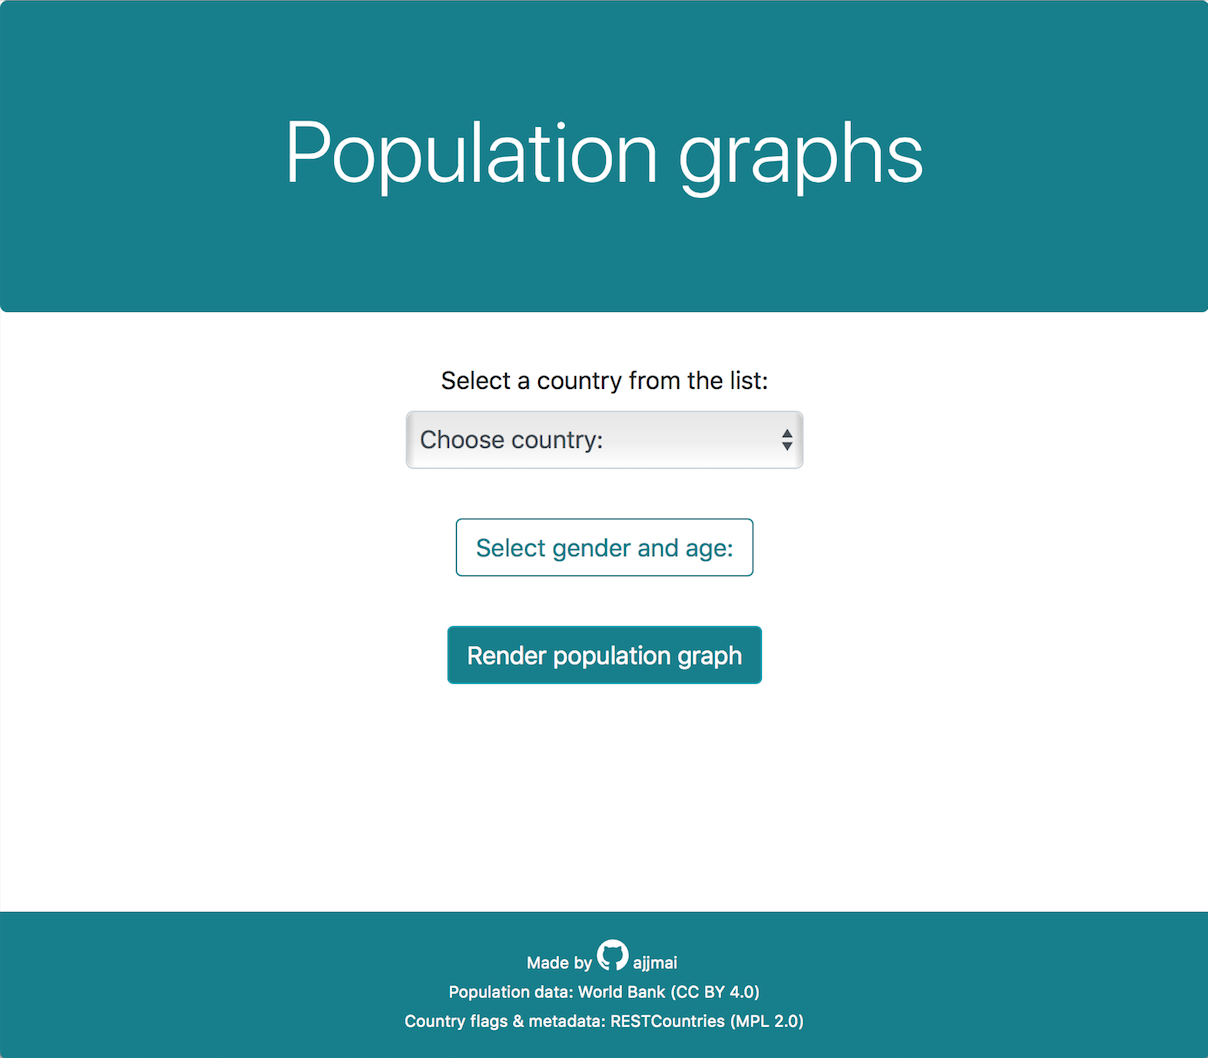 Population graphs
Select a country from the list:
Choose country:
Select gender and age:
Render population graph
Made by ajjmai
Population data: World Bank (CC BY 4.0)
Country flags & metadata: RESTCountries (MPL 2.0)